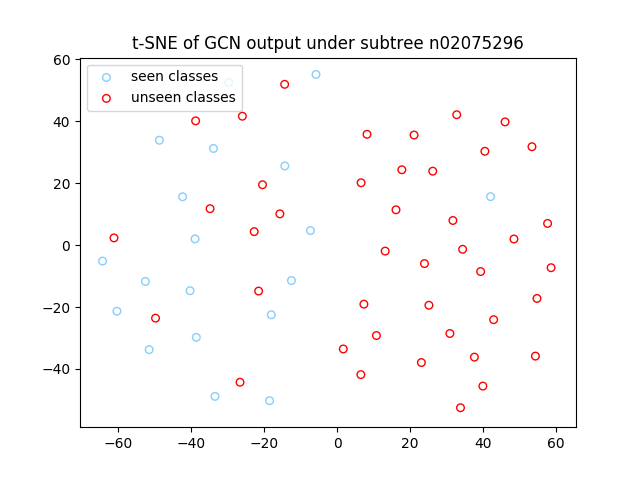 t-SNE of GCN output under subtree n02075296
seen classes
unseen classes
60
40
20
0
−20
−40
−60 −40 −20 0 20 40 60